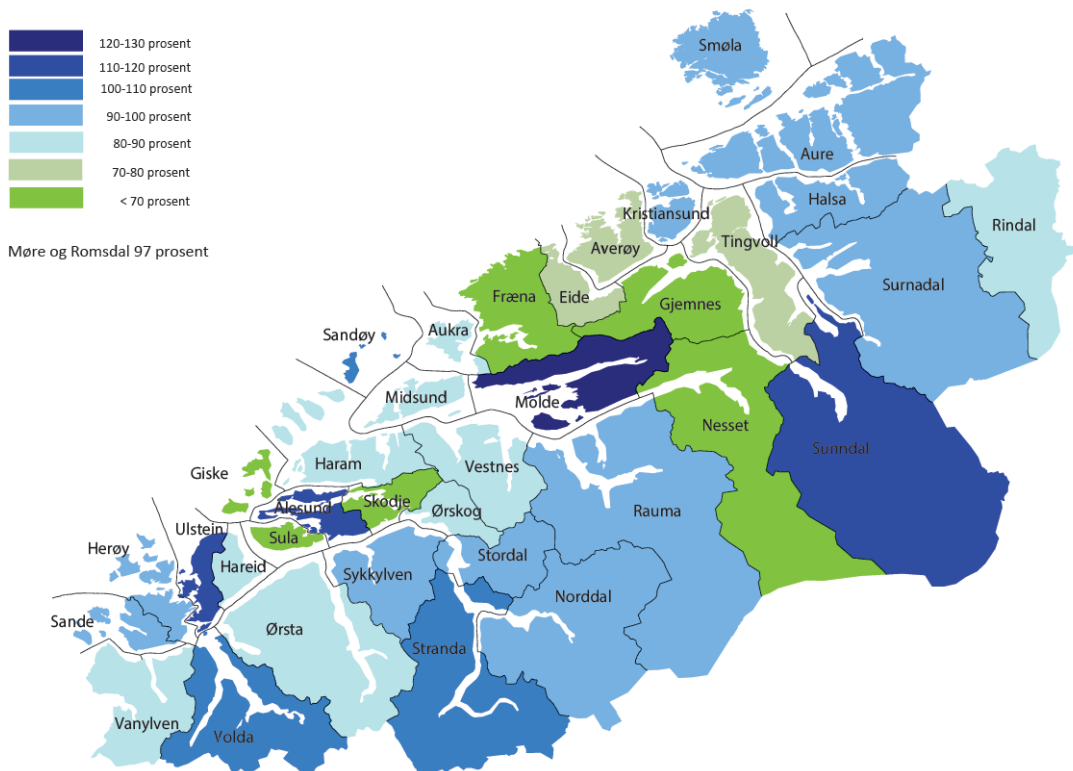 120-130 prosent
110-120 prosent
100-110 prosent
90-100 prosent
80-90 prosent
70-80 prosent
< 70 prosent
Møre og Romsdal 97 prosent
Smøla
Aure
Halsa
Rindal
Kristiansund
Averøy
Tingvoll
Surnadal
Fræna
Eide
Gjemnes
Sandøy
Aukra
Midsund
Molde
Nesset
Sunndal
Giske
Haram
Vestnes
Skodje
Ålesund
Ørskog
Rauma
Ulstein
Sula
Herøy
Hareid
Stordal
Sykkylven
Norddal
Sande
Ørsta
Stranda
Vanylven
Volda